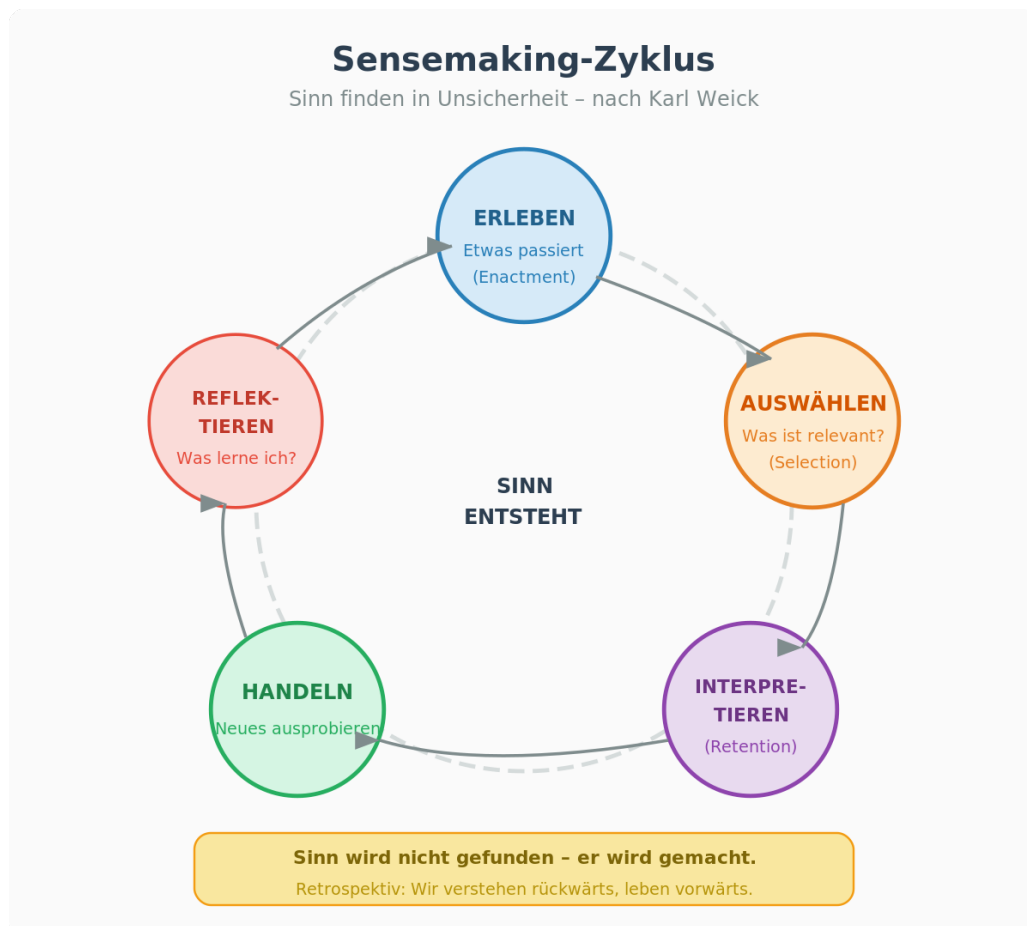 Sensemaking-Zyklus
Sinn finden in Unsicherheit – nach Karl Weick
ERLEBEN
Etwas passiert
(Enactment)
AUSWÄHLEN
Was ist relevant?
(Selection)
INTERPRE-
TIEREN
(Retention)
HANDELN
Neues ausprobieren
REFLEK-
TIEREN
Was lerne ich?
SINN
ENTSTEHT
Sinn wird nicht gefunden – er wird gemacht.
Retrospektiv: Wir verstehen rückwärts, leben vorwärts.